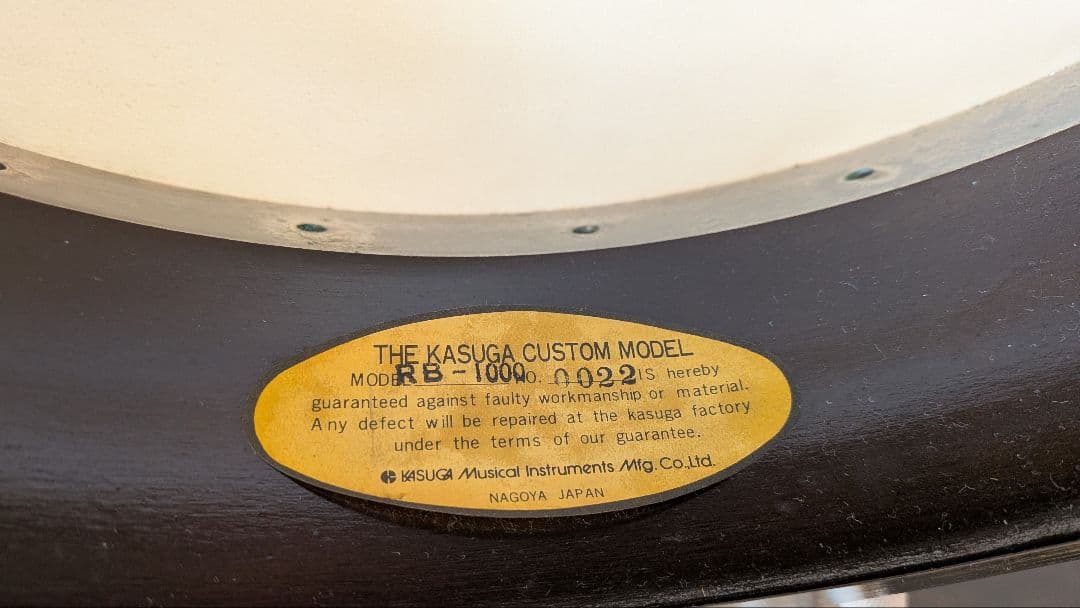 THE KASUGA CUSTOM MODEL
MODEL RB-1000 NO. 0022 IS hereby
guaranteed against faulty workmanship or material.
Any defect will be repaired at the kasuga factory
under the terms of our guarantee.
KASUGA Musical Instruments Mfg. Co.,Ltd.
NAGOYA JAPAN